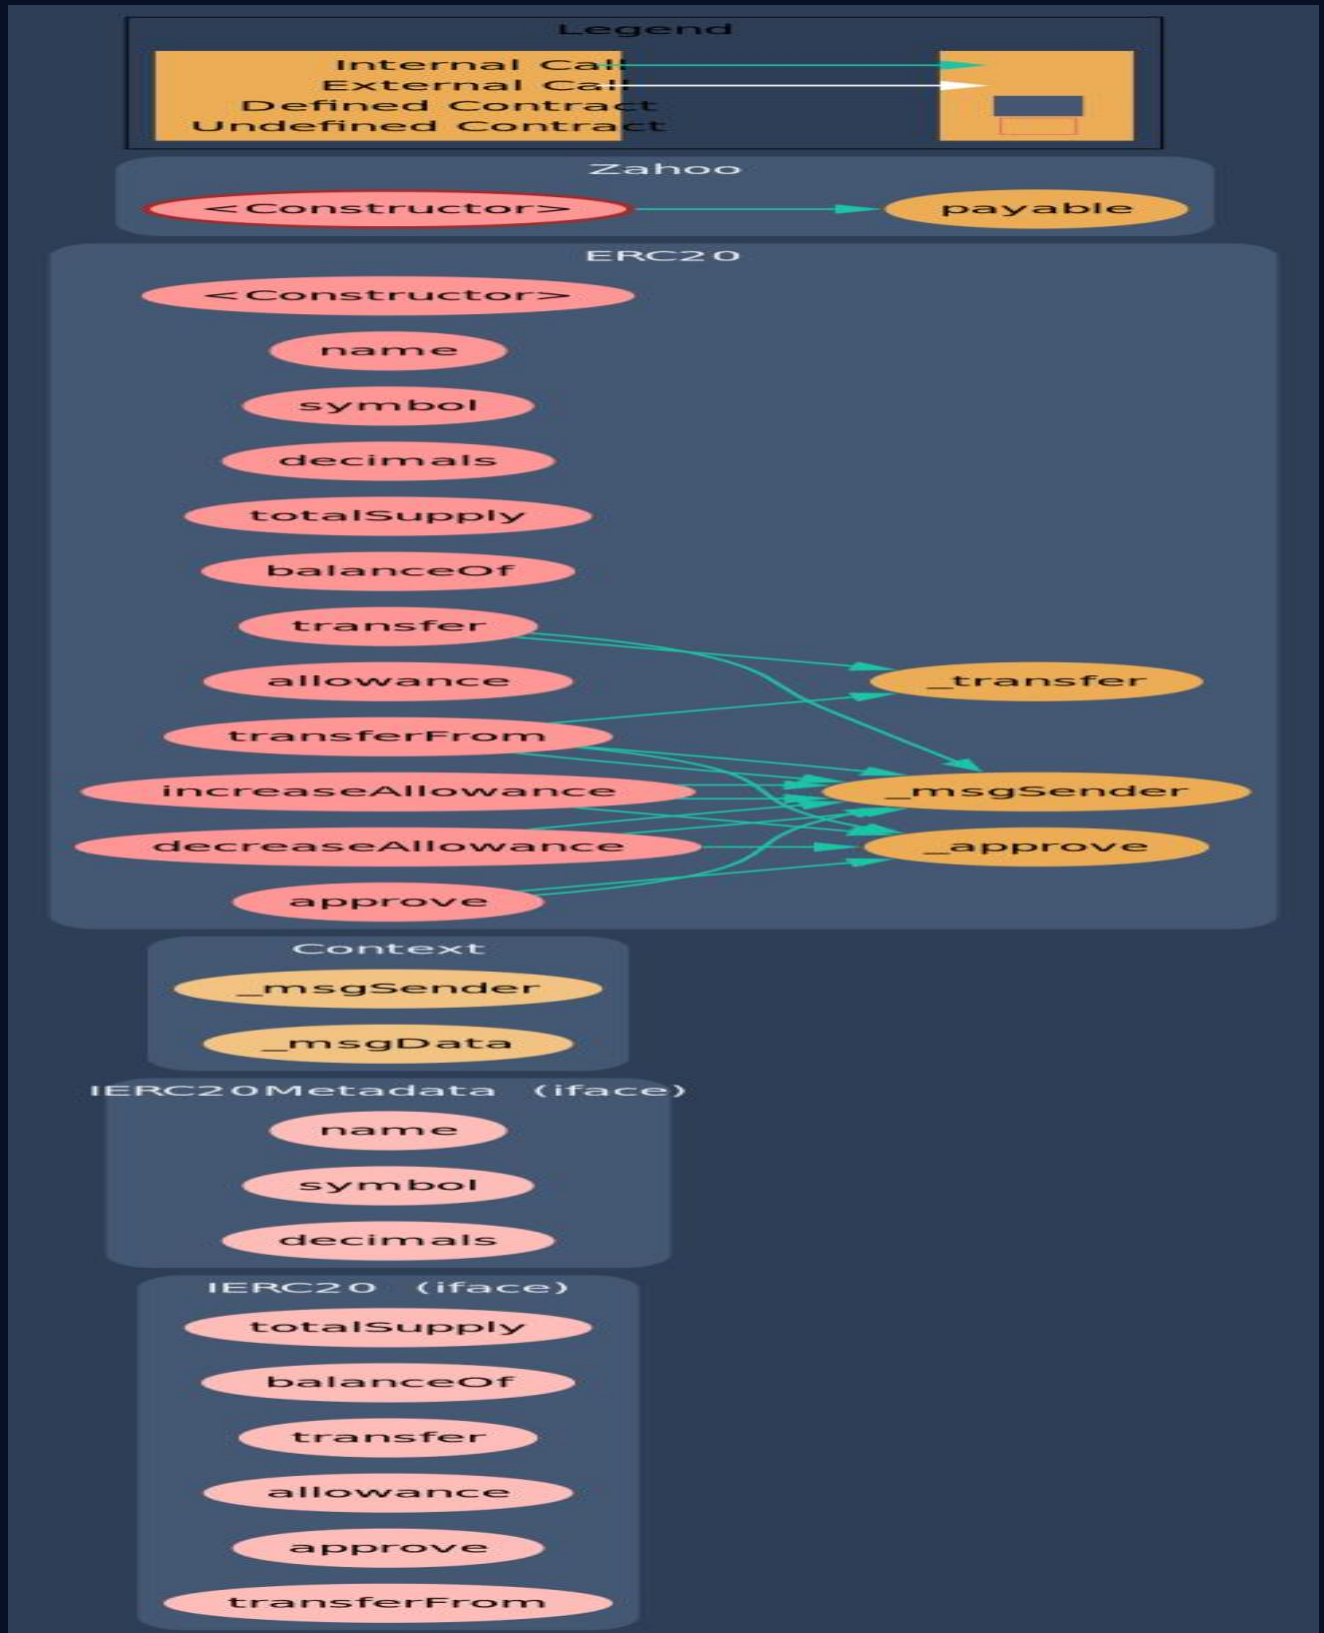 Legend
Internal Call
External Call
Defined Contract
Undefined Contract
Zahoo
<Constructor>
payable
ERC20
<Constructor>
name
symbol
decimals
totalSupply
balanceOf
transfer
allowance
_transfer
transferFrom
increaseAllowance
_msgSender
decreaseAllowance
_approve
approve
Context
_msgSender
_msgData
IERC20Metadata (iface)
name
symbol
decimals
IERC20 (iface)
totalSupply
balanceOf
transfer
allowance
approve
transferFrom